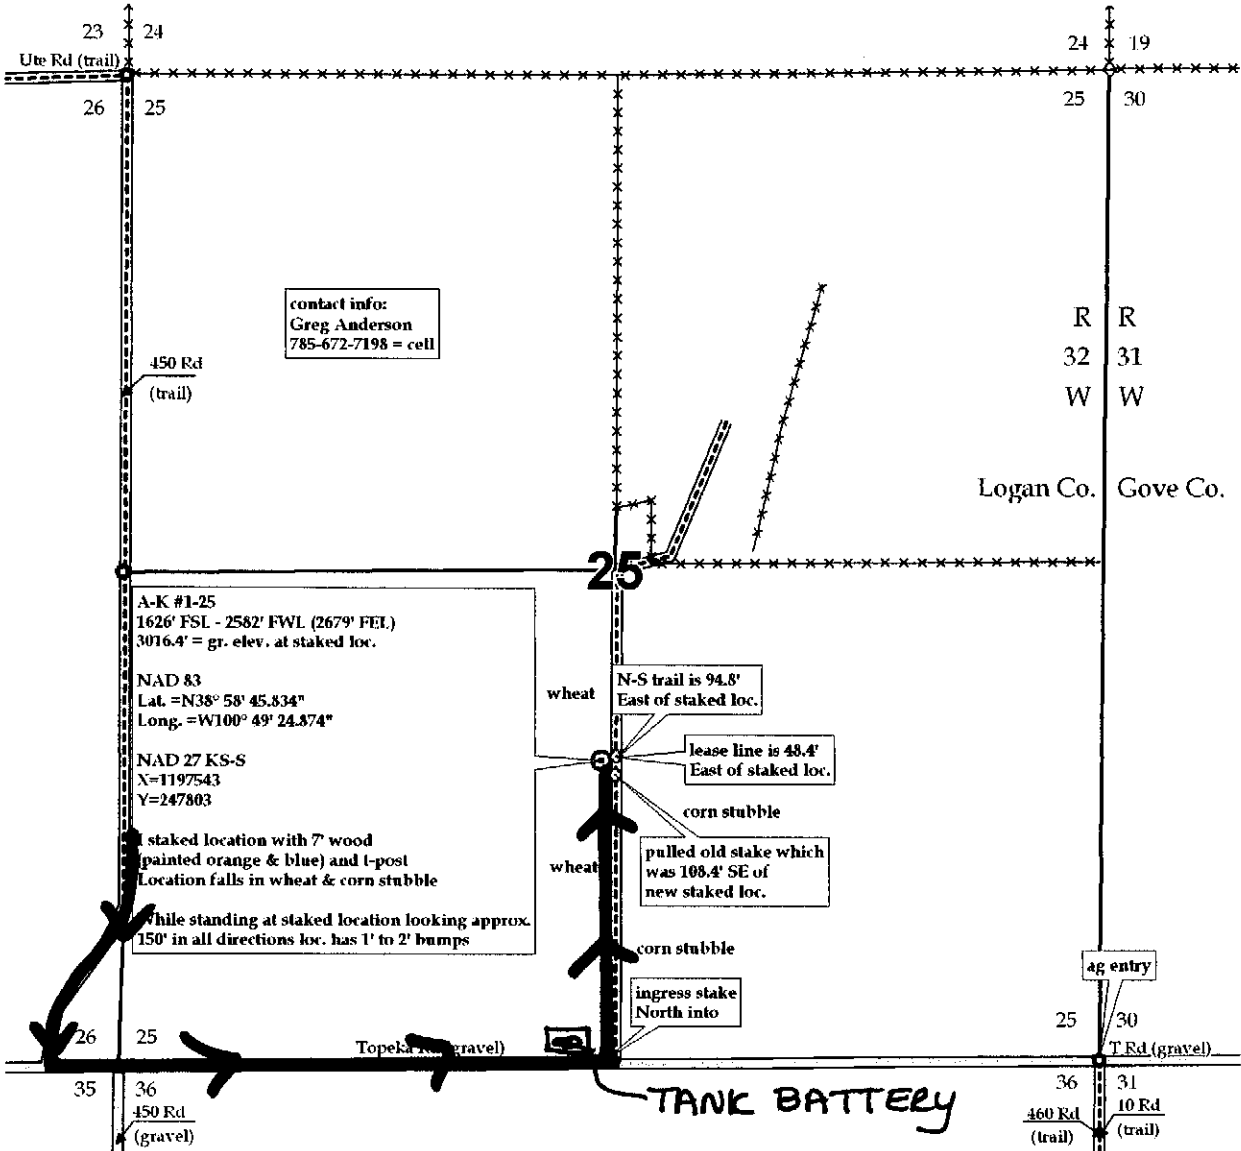 23 24
24 19
Ute Rd (trail)
26 25
25 30
contact info:
Greg Anderson
785-672-7198 = cell
R R
32 31
W W
450 Rd
(trail)
Logan Co. Gove Co.
25
A-K #1-25
1626' FSL - 2582' FWL (2679' FEL)
3016.4' = gr. elev. at staked loc.
NAD 83
Lat. =N38° 58' 45.834"
Long. =W100° 49' 24.874"
NAD 27 KS-S
X=1197543
Y=247803
I staked location with 7' wood
(painted orange & blue) and t-post
Location falls in wheat & corn stubble
While standing at staked location looking approx.
150' in all directions loc. has 1' to 2' bumps
wheat
N-S trail is 94.8'
East of staked loc.
lease line is 48.4'
East of staked loc.
corn stubble
pulled old stake which
was 108.4' SE of
new staked loc.
wheat
corn stubble
ingress stake
North into
ag entry
26 25
25 30
Topeka (gravel)
T Rd (gravel)
35 36
36 31
TANK BATTERY
450 Rd
(gravel)
460 Rd
(trail)
10 Rd
(trail)